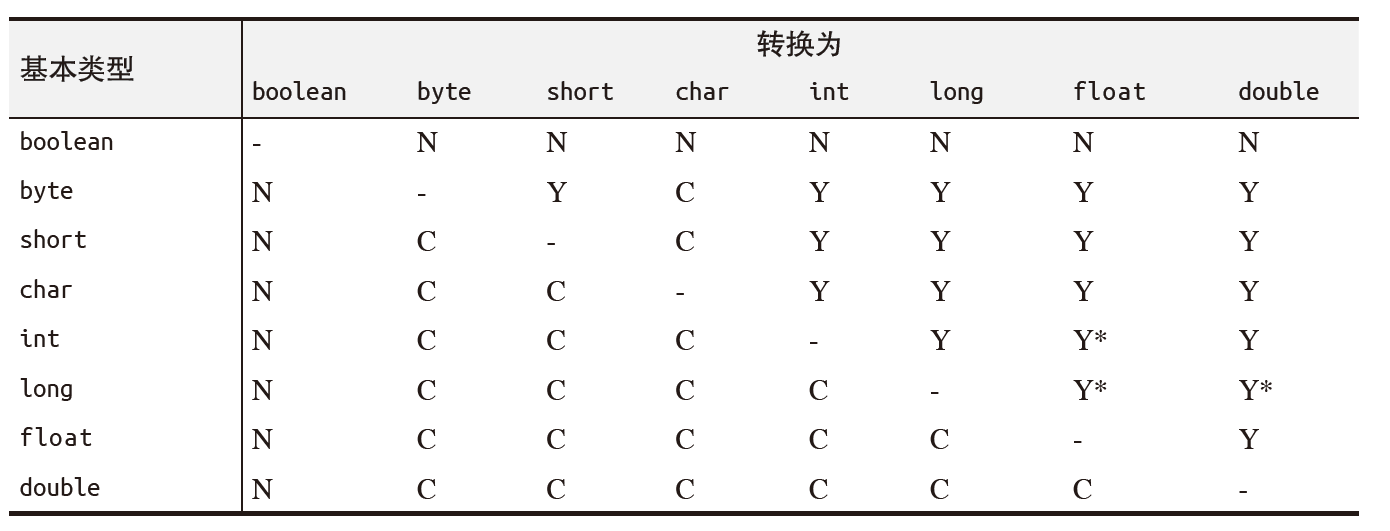 基本类型 转换为
boolean byte short char int long float double
boolean - N N N N N N N
byte N - Y C Y Y Y Y
short N C - C Y Y Y Y
char N C C - Y Y Y Y
int N C C C - Y Y* Y
long N C C C C - Y* Y*
float N C C C C C - Y
double N C C C C C C -